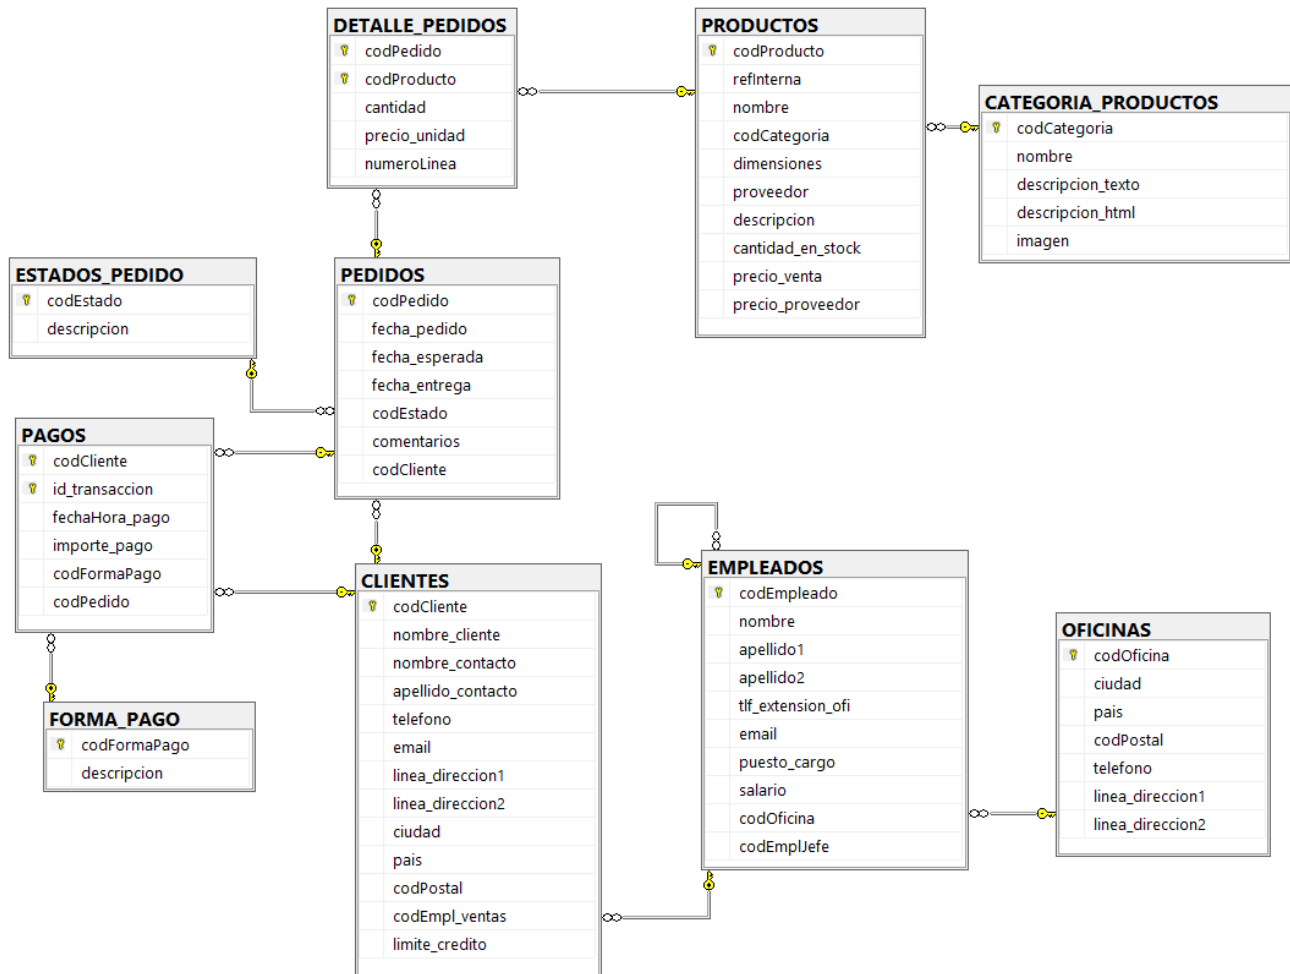 DETALLE_PEDIDOS
codPedido
codProducto
cantidad
precio_unidad
numeroLinea
PRODUCTOS
codProducto
refInterna
nombre
codCategoria
dimensiones
proveedor
descripcion
cantidad_en_stock
precio_venta
precio_proveedor
CATEGORIA_PRODUCTOS
codCategoria
nombre
descripcion_texto
descripcion_html
imagen
ESTADOS_PEDIDO
codEstado
descripcion
PEDIDOS
codPedido
fecha_pedido
fecha_esperada
fecha_entrega
codEstado
comentarios
codCliente
PAGOS
codCliente
id_transaccion
fechaHora_pago
importe_pago
codFormaPago
codPedido
CLIENTES
codCliente
nombre_cliente
nombre_contacto
apellido_contacto
telefono
email
linea_direccion1
linea_direccion2
ciudad
pais
codPostal
codEmpl_ventas
limite_credito
EMPLEADOS
codEmpleado
nombre
apellido1
apellido2
tlf_extension_ofi
email
puesto_cargo
salario
codOficina
codEmplJefe
OFICINAS
codOficina
ciudad
pais
codPostal
telefono
linea_direccion1
linea_direccion2
FORMA_PAGO
codFormaPago
descripcion